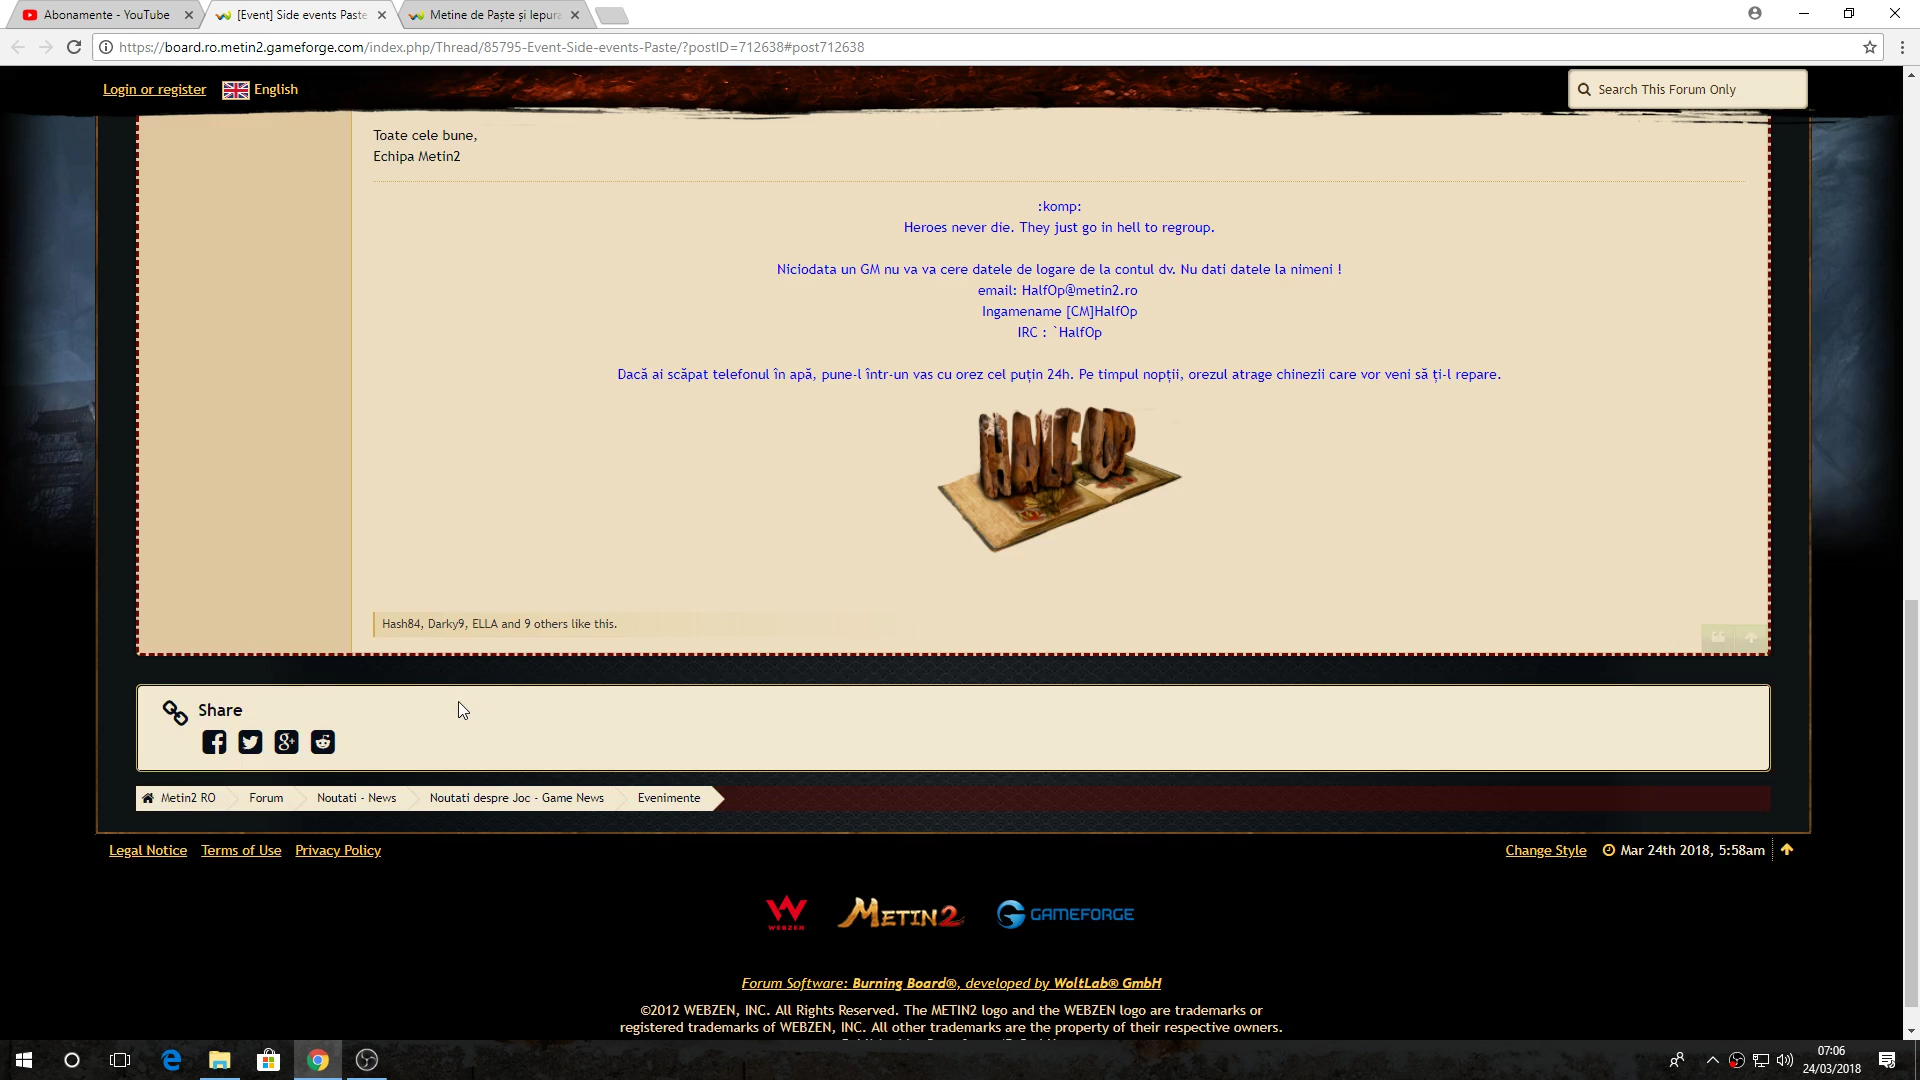 Abonamente - YouTube
[Event] Side events Paste
Metine de Paște și Iepura
https://board.ro.metin2.gameforge.com/index.php/Thread/85795-Event-Side-events-Paste/?postID=712638#post712638
Login or register
English
Search This Forum Only
Toate cele bune,
Echipa Metin2
:komp:
Heroes never die. They just go in hell to regroup.
Niciodata un GM nu va va cere datele de logare de la contul dv. Nu dati datele la nimeni !
email: HalfOp@metin2.ro
Ingamename [CM]HalfOp
IRC : `HalfOp
Dacă ai scăpat telefonul în apă, pune-l într-un vas cu orez cel puțin 24h. Pe timpul nopții, orezul atrage chinezii care vor veni să ți-l repare.
HALF OP
Hash84, Darky9, ELLA and 9 others like this.
Share
Metin2 RO
Forum
Noutati - News
Noutati despre Joc - Game News
Evenimente
Legal Notice
Terms of Use
Privacy Policy
Change Style
Mar 24th 2018, 5:58am
WEBZEN
METIN2
GAMEFORGE
Forum Software: Burning Board®, developed by WoltLab® GmbH
©2012 WEBZEN, INC. All Rights Reserved. The METIN2 logo and the WEBZEN logo are trademarks or
registered trademarks of WEBZEN, INC. All other trademarks are the property of their respective owners.
07:06
24/03/2018